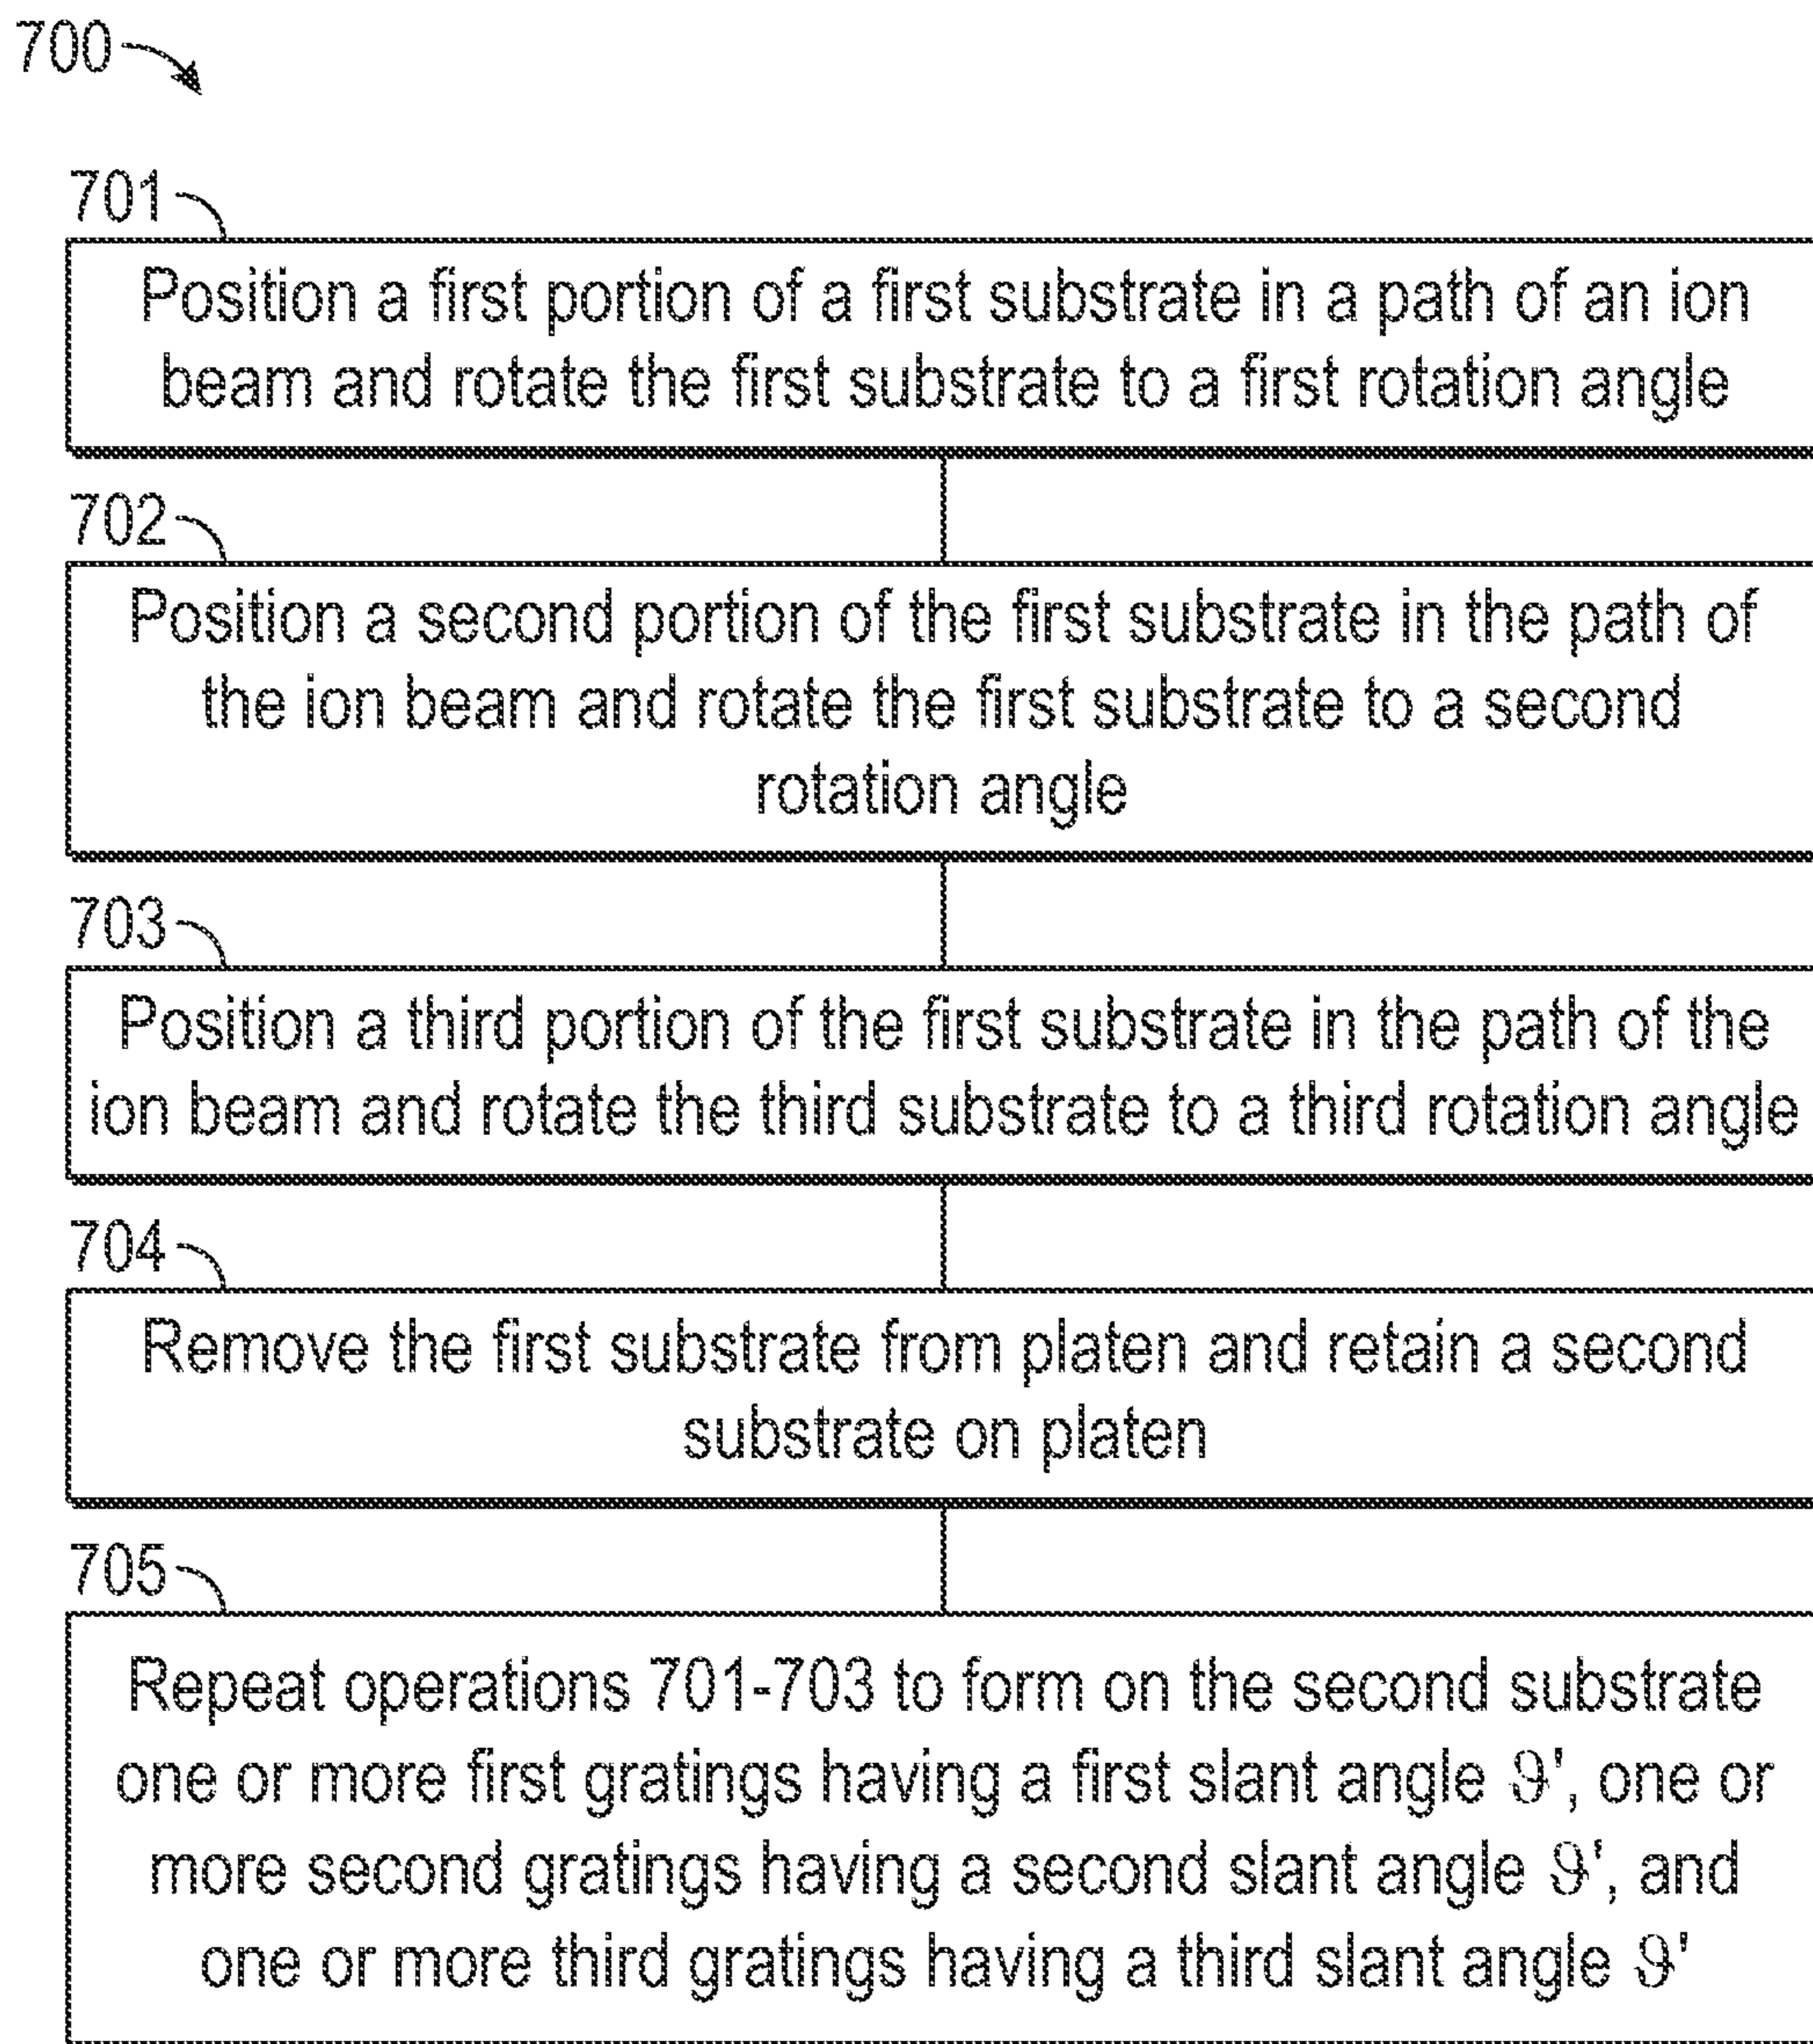 700
701
Position a first portion of a first substrate in a path of an ion
beam and rotate the first substrate to a first rotation angle
702
Position a second portion of the first substrate in the path of
the ion beam and rotate the first substrate to a second
rotation angle
703
Position a third portion of the first substrate in the path of the
ion beam and rotate the third substrate to a third rotation angle
704
Remove the first substrate from platen and retain a second
substrate on platen
705
Repeat operations 701-703 to form on the second substrate
one or more first gratings having a first slant angle ϑ', one or
more second gratings having a second slant angle ϑ', and
one or more third gratings having a third slant angle ϑ'